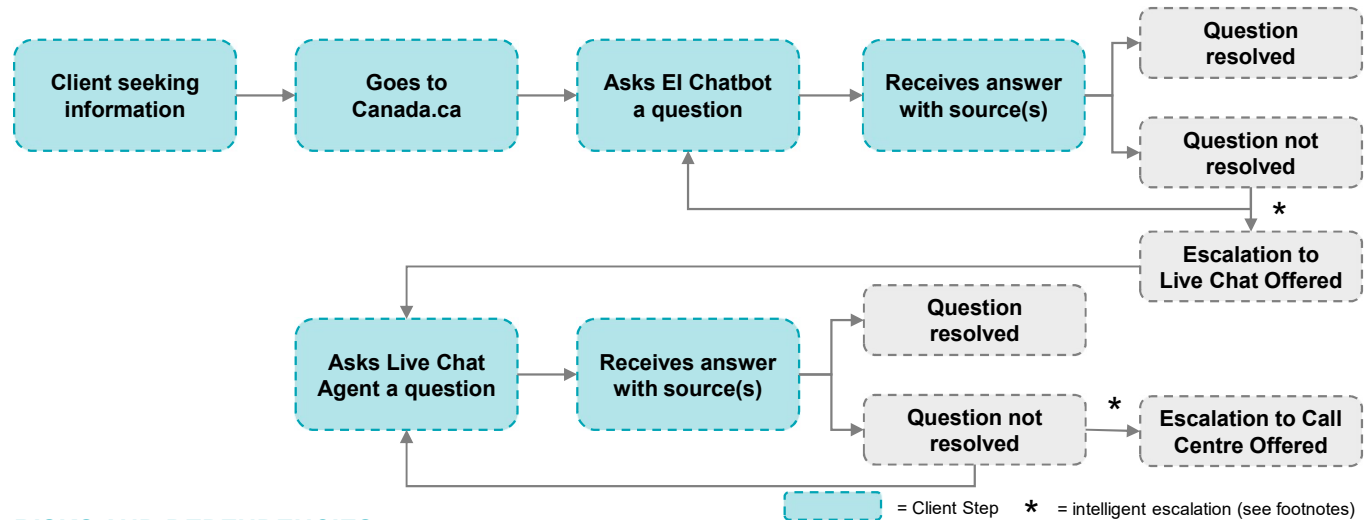 Client seeking
information
Goes to
Canada.ca
Asks EI Chatbot
a question
Receives answer
with source(s)
Question
resolved
Question not
resolved
*
Escalation to
Live Chat Offered
Asks Live Chat
Agent a question
Receives answer
with source(s)
Question
resolved
Question not
resolved
*
Escalation to Call
Centre Offered
= Client Step * = intelligent escalation (see footnotes)